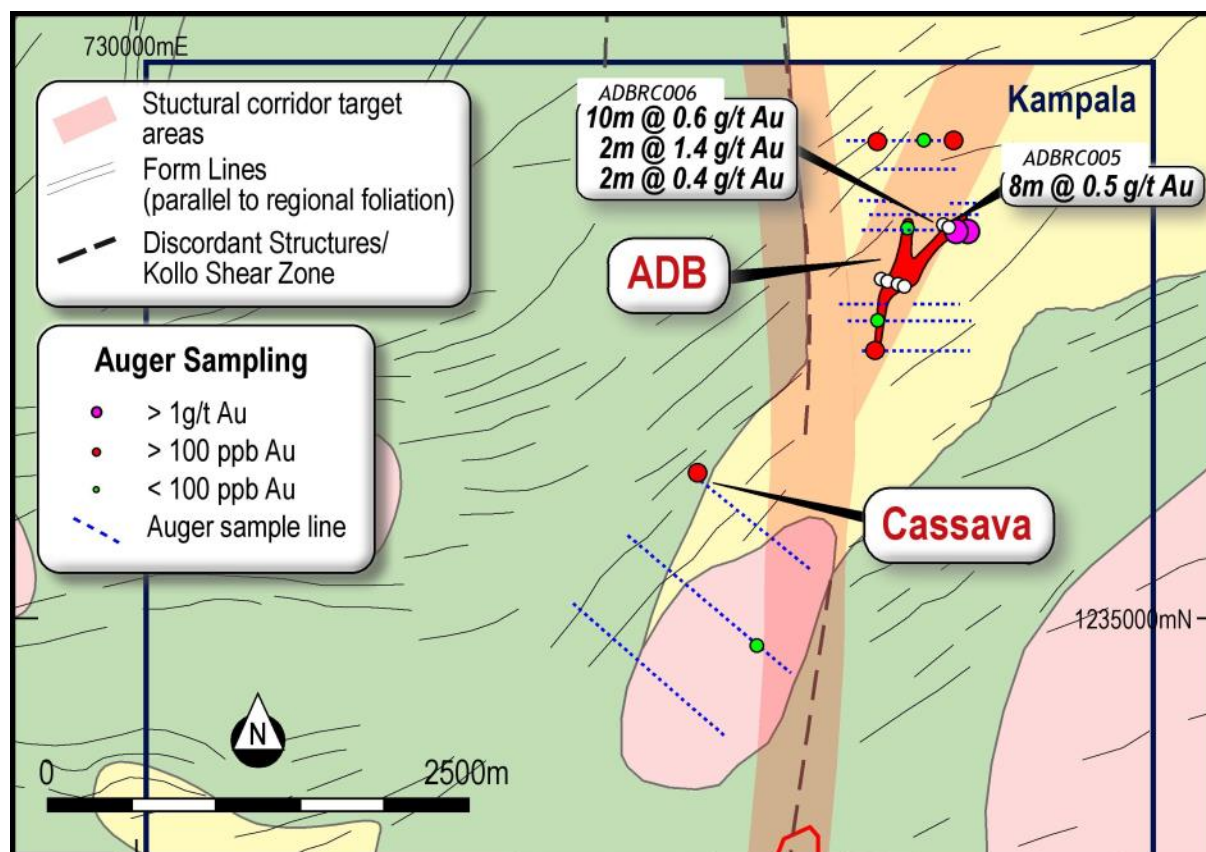 730000mE
Stuctural corridor target
areas
Form Lines
(parallel to regional foliation)
Discordant Structures/
Kollo Shear Zone
Auger Sampling
> 1g/t Au
> 100 ppb Au
< 100 ppb Au
Auger sample line
ADBRC006
10m @ 0.6 g/t Au
2m @ 1.4 g/t Au
2m @ 0.4 g/t Au
Kampala
ADBRC005
8m @ 0.5 g/t Au
ADB
Cassava
1235000mN
N
0
2500m